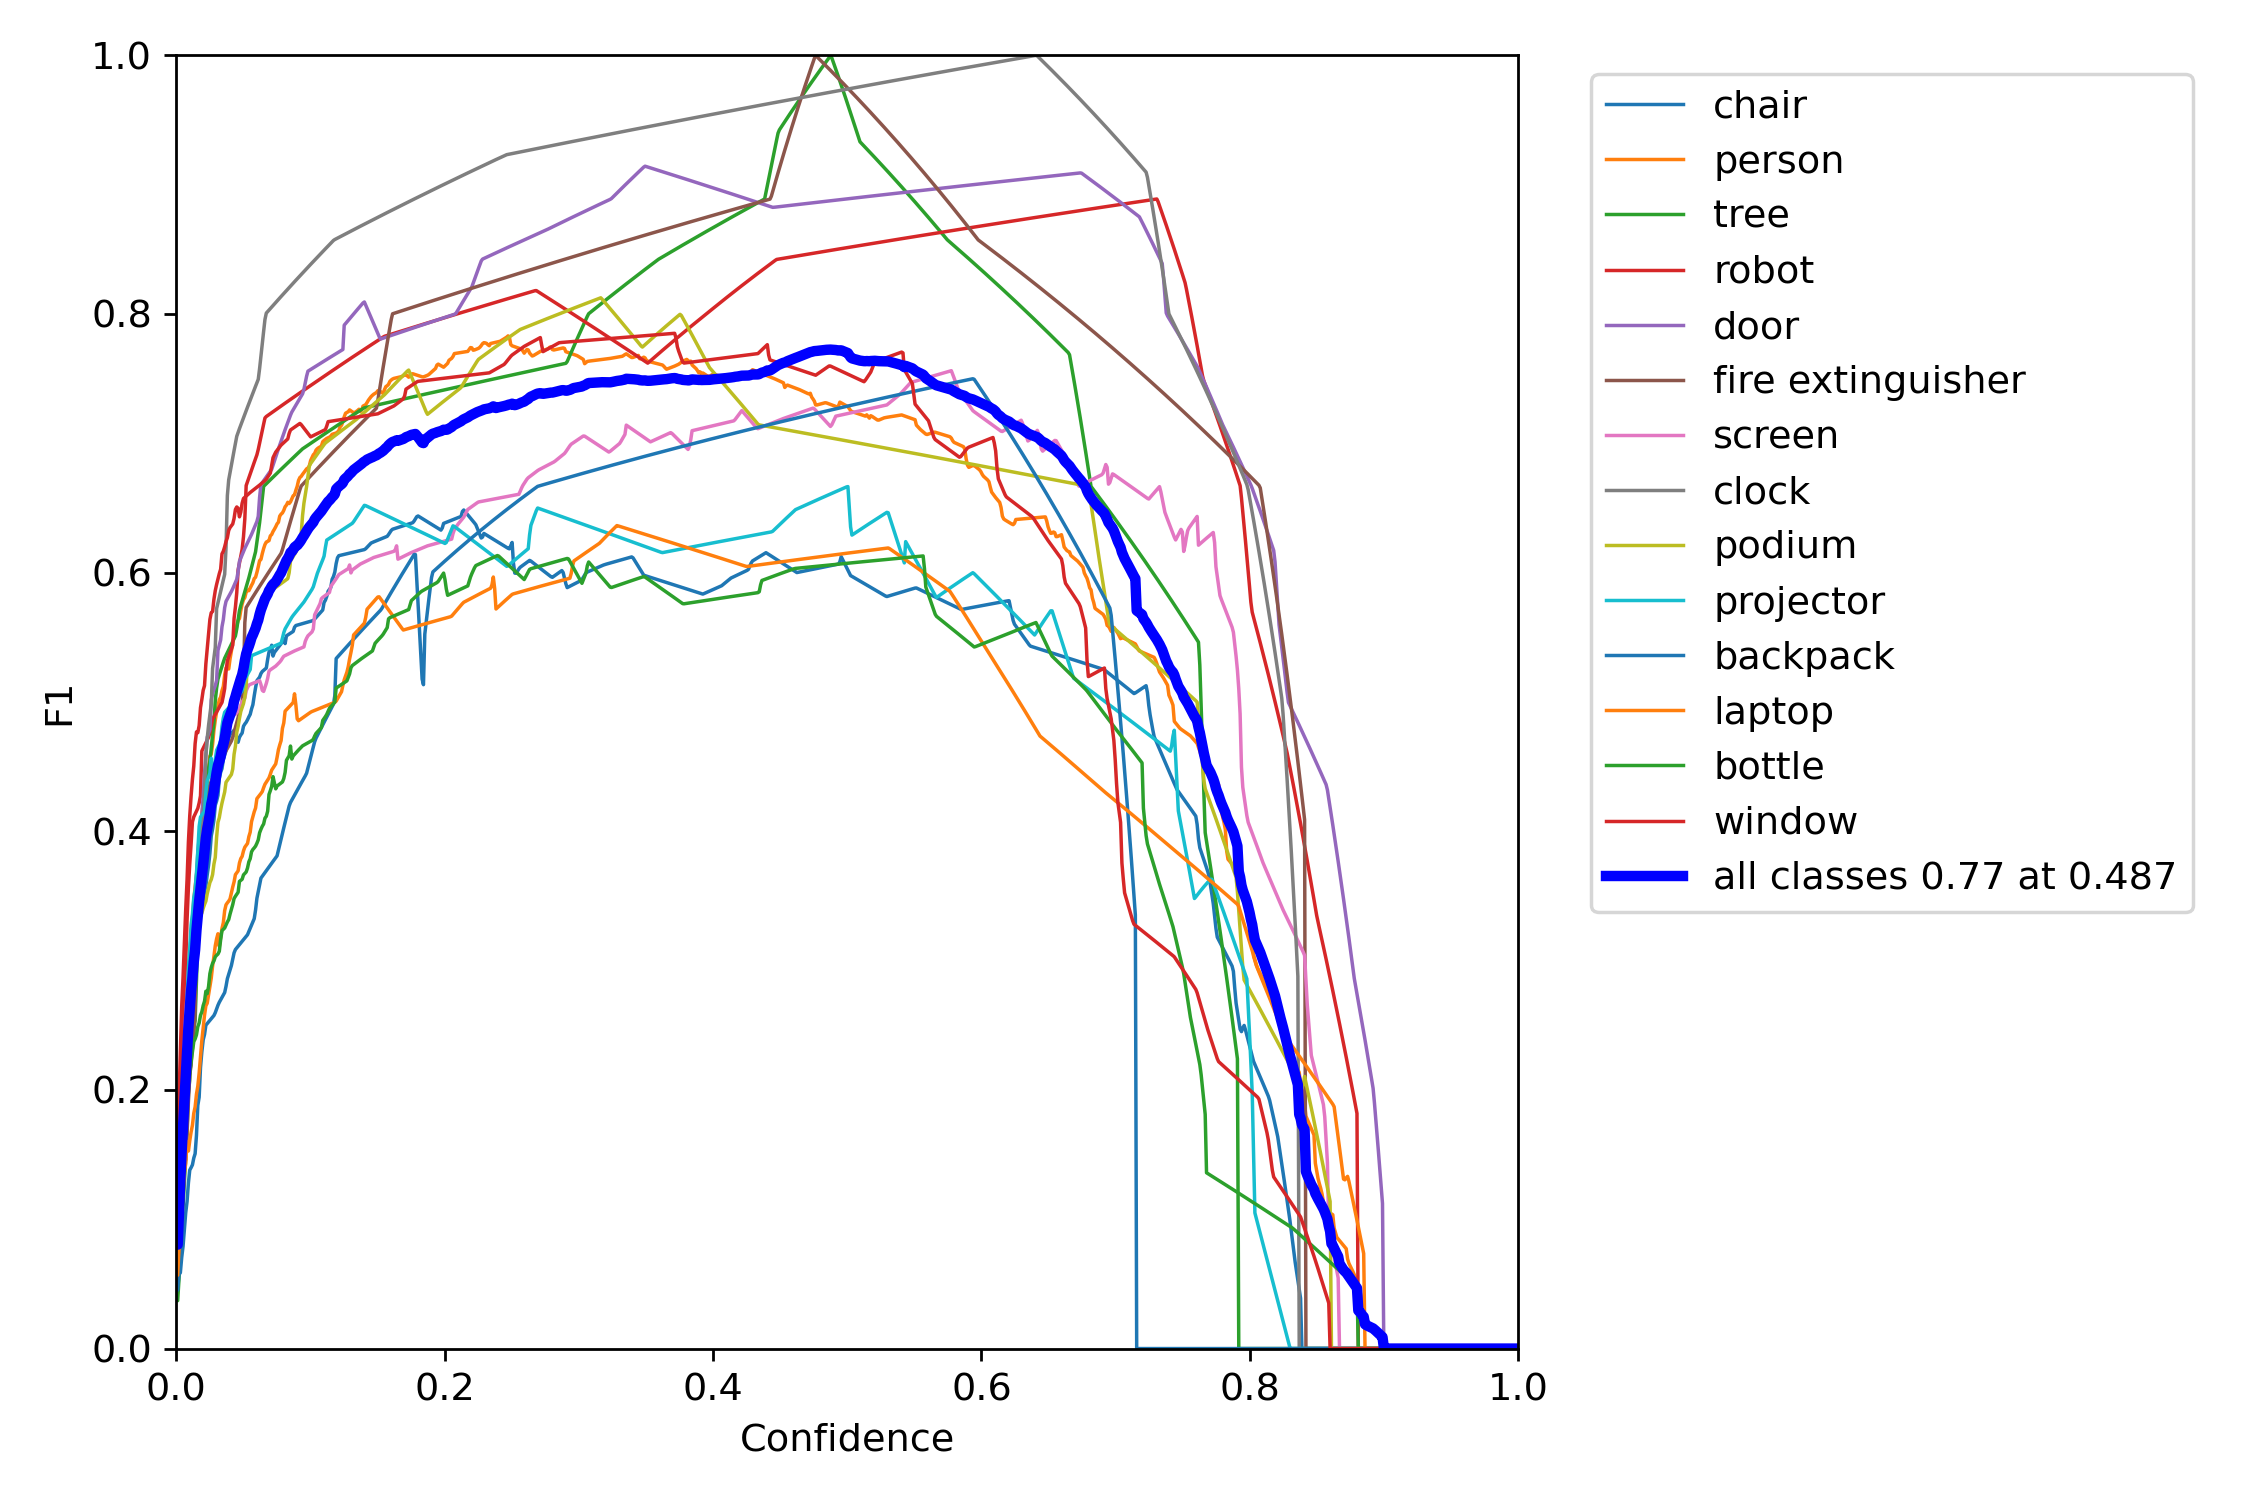 1.0
0.8
0.6
0.4
0.2
0.0
F1
0.0 0.2 0.4 0.6 0.8 1.0
Confidence
chair
person
tree
robot
door
fire extinguisher
screen
clock
podium
projector
backpack
laptop
bottle
window
all classes 0.77 at 0.487